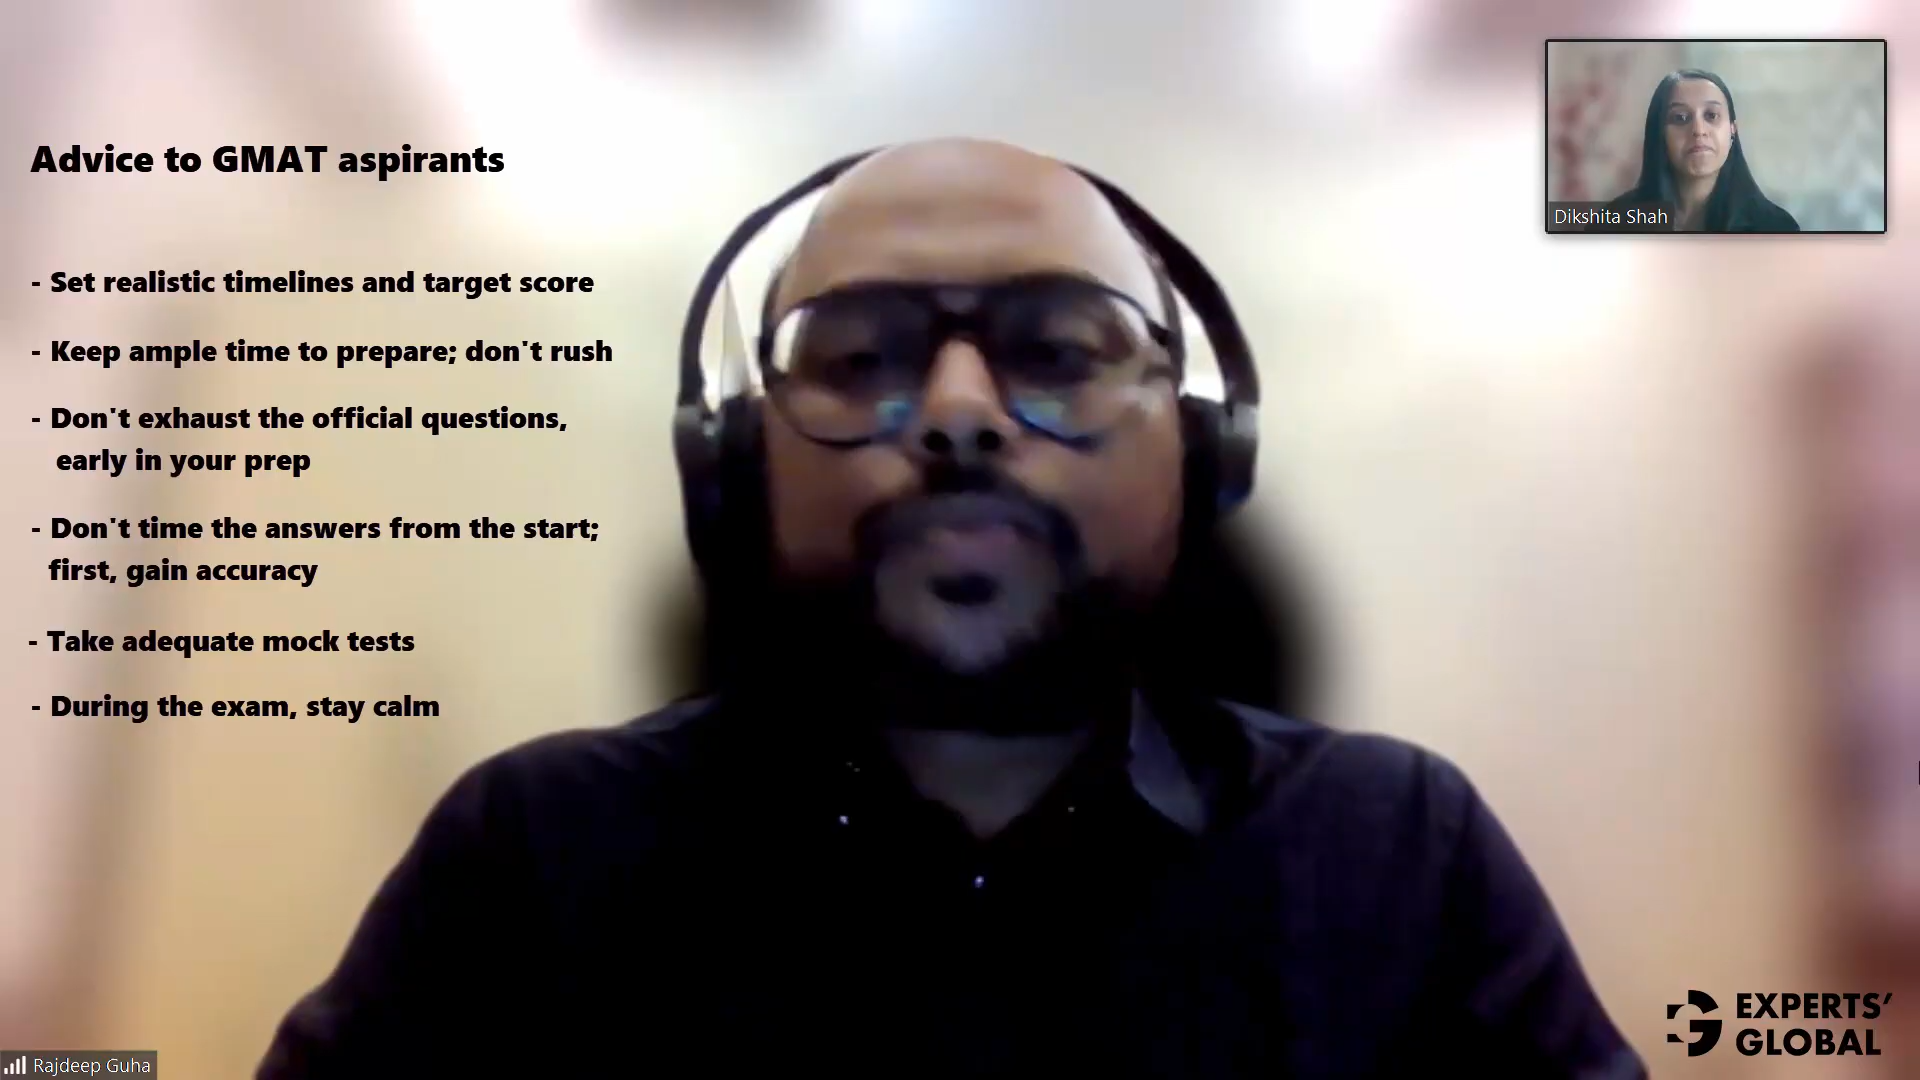 Advice to GMAT aspirants
- Set realistic timelines and target score
- Keep ample time to prepare; don't rush
- Don't exhaust the official questions,
early in your prep
- Don't time the answers from the start;
first, gain accuracy
- Take adequate mock tests
- During the exam, stay calm
Dikshita Shah
Rajdeep Guha
EXPERTS'
GLOBAL